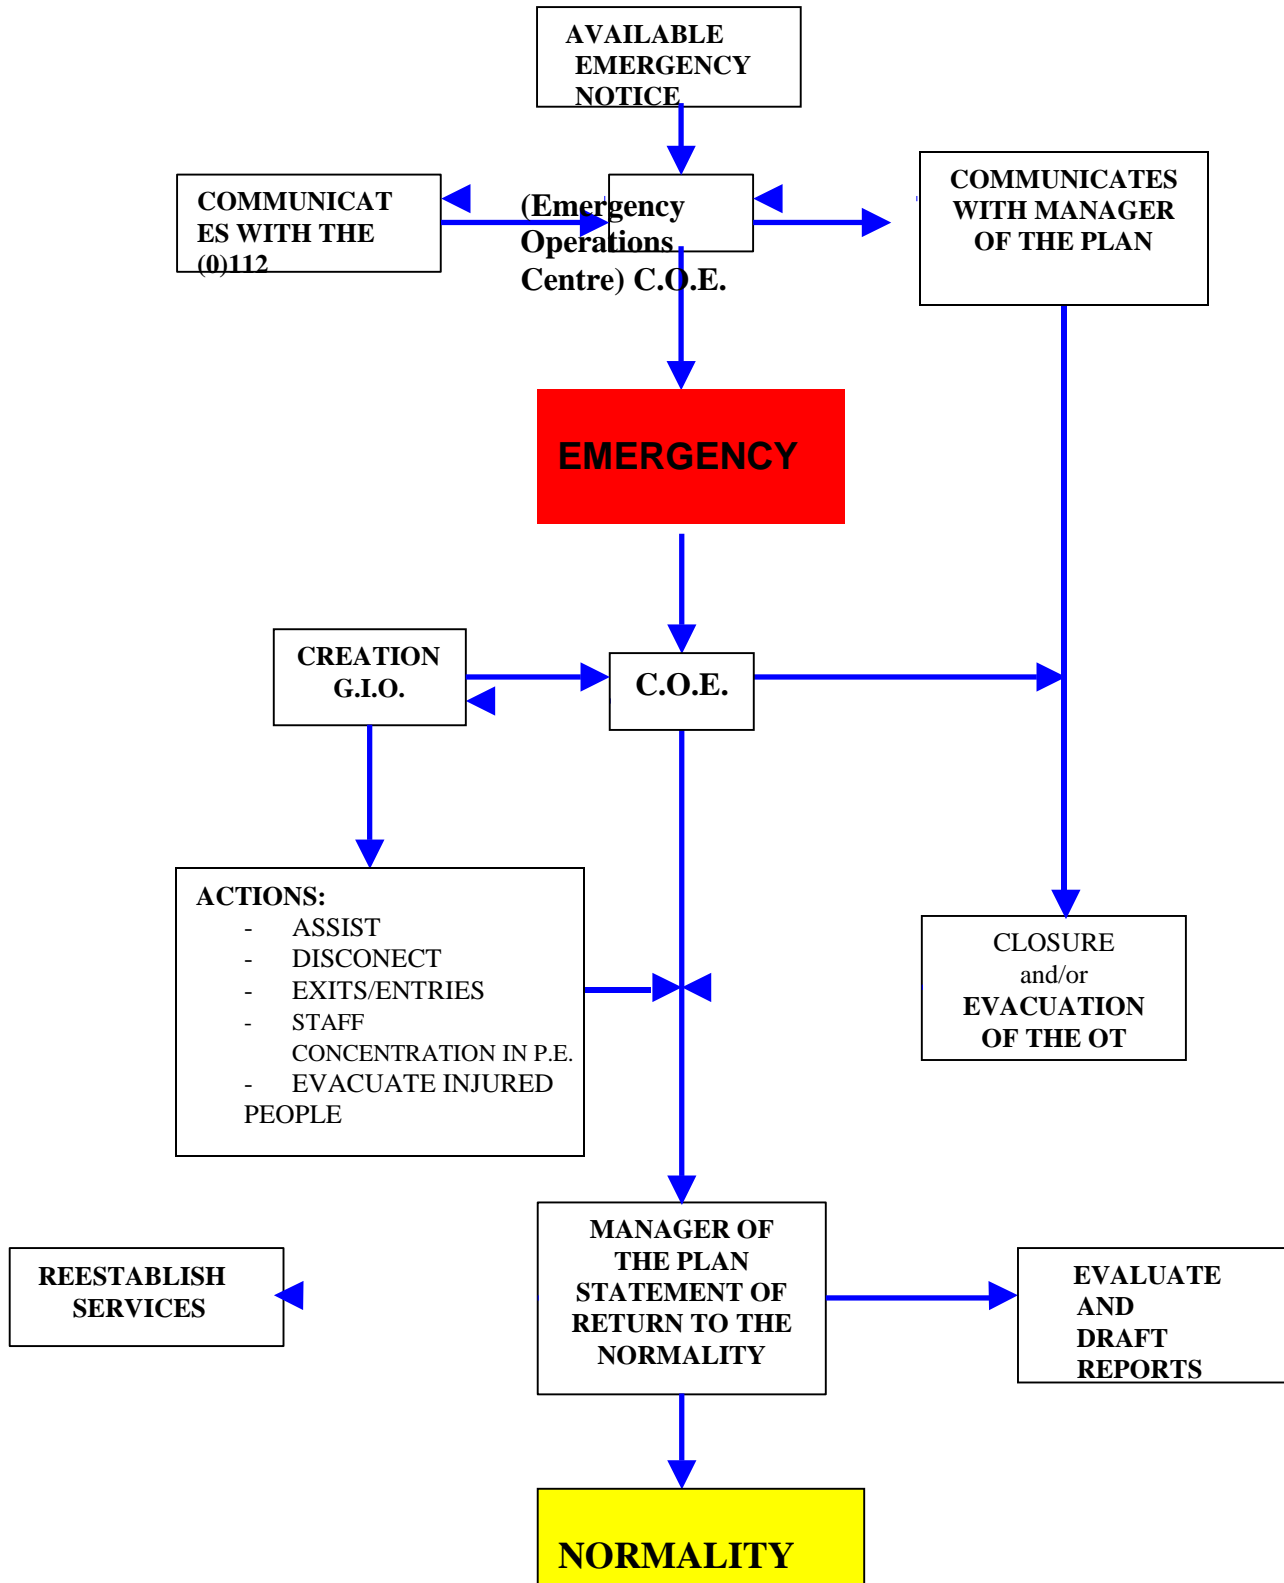 AVAILABLE
EMERGENCY
NOTICE
COMMUNICAT
ES WITH THE
(0)112
(Emergency
Operations
Centre) C.O.E.
COMMUNICATES
WITH MANAGER
OF THE PLAN
EMERGENCY
CREATION
G.I.O.
C.O.E.
ACTIONS:
- ASSIST
- DISCONECT
- EXITS/ENTRIES
- STAFF
CONCENTRATION IN P.E.
- EVACUATE INJURED
PEOPLE
CLOSURE
and/or
EVACUATION
OF THE OT
MANAGER OF
THE PLAN
STATEMENT OF
RETURN TO THE
NORMALITY
REESTABLISH
SERVICES
EVALUATE
AND
DRAFT
REPORTS
NORMALITY